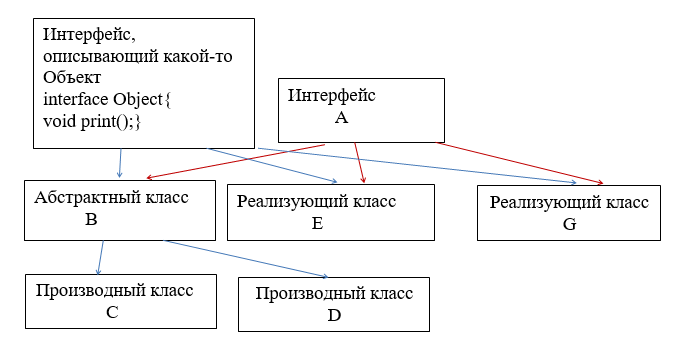 Интерфейс,
описывающий какой-то
Объект
interface Object{
void print();}
Интерфейс
A
Абстрактный класс
B
Реализующий класс
E
Реализующий класс
G
Производный класс
C
Производный класс
D